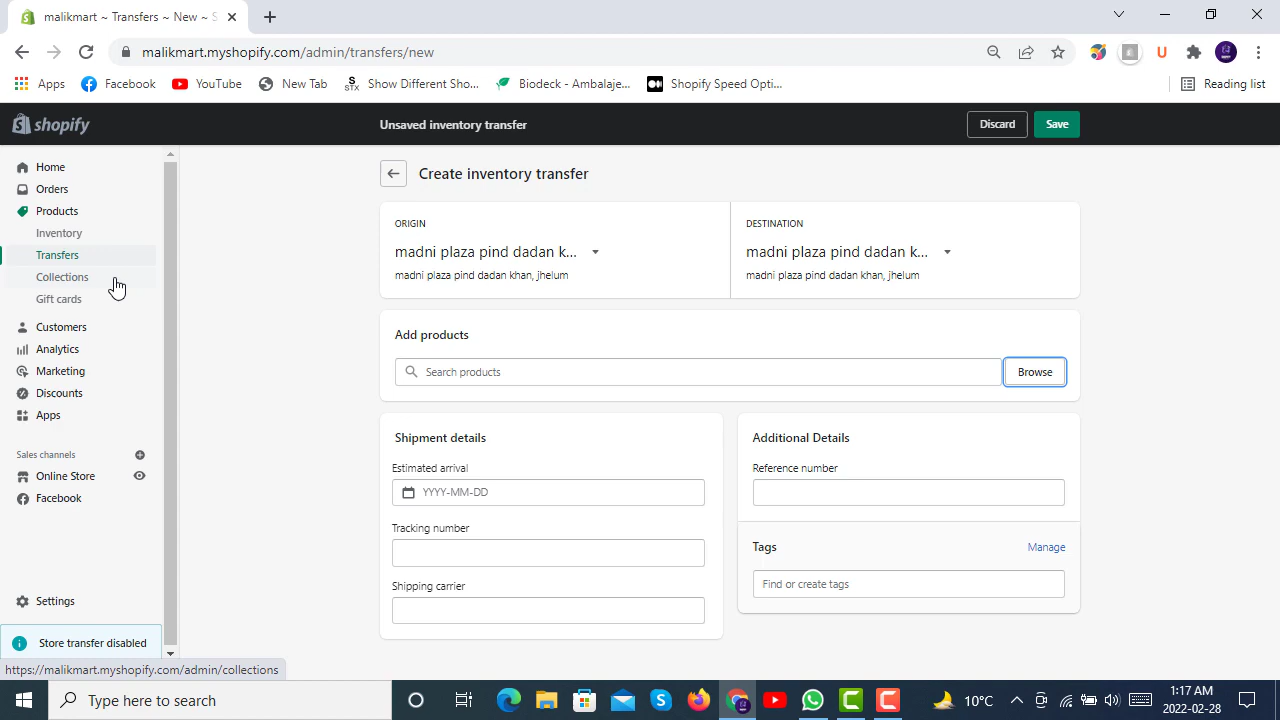 malikmart ~ Transfers ~ New ~ S
malikmart.myshopify.com/admin/transfers/new
Apps
Facebook
YouTube
New Tab
STX
Show Different Sho...
Biodeck - Ambalaje...
Shopify Speed Opti...
Reading list
shopify
Unsaved inventory transfer
Discard
Save
Home
Orders
Products
Inventory
Transfers
Collections
Gift cards
Customers
Analytics
Marketing
Discounts
Apps
Sales channels
Online Store
Facebook
Settings
Store transfer disabled
https://malikmart.myshopify.com/admin/collections
Create inventory transfer
ORIGIN
madni plaza pind dadan k...
madni plaza pind dadan khan, jhelum
DESTINATION
madni plaza pind dadan k...
madni plaza pind dadan khan, jhelum
Add products
Search products
Browse
Shipment details
Estimated arrival
YYYY-MM-DD
Tracking number
Shipping carrier
Additional Details
Reference number
Tags
Manage
Find or create tags
Type here to search
10°C
1:17 AM
2022-02-28